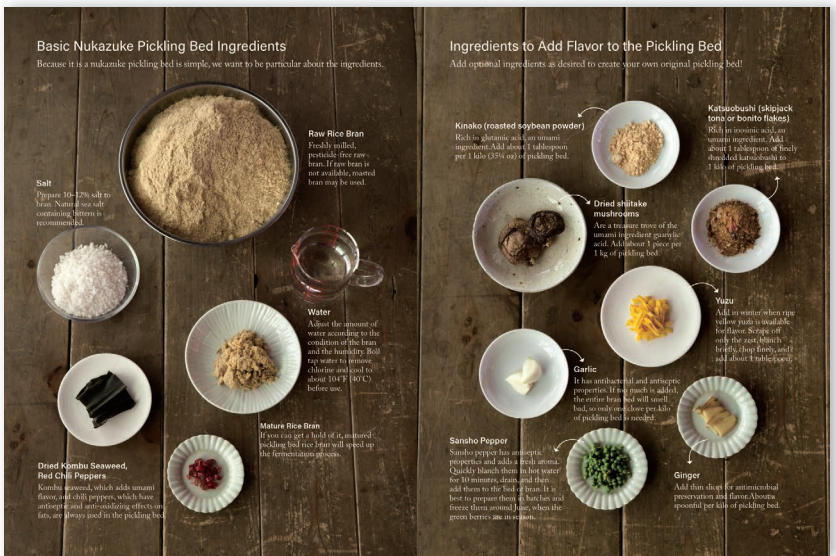 Basic Nukazuke Pickling Bed Ingredients
Because it is a nukazuke pickling bed is simple, we want to be particular about the ingredients.
Raw Rice Bran
Freshly milled,
pesticide-free raw
bran. If raw bran is
not available, roasted
bran may be used.
Salt
Prepare 10–12% salt to
bran. Natural sea salt
containing bittern is
recommended.
Water
Adjust the amount of
water according to the
condition of the bran
and the humidity. Boil
tap water to remove
chlorine and cool to
about 104°F (40°C)
before use.
Mature Rice Bran
If you can get a hold of it, matured
pickling bed rice bran will speed up
the fermentation process.
Dried Kombu Seaweed,
Red Chili Peppers
Kombu seaweed, which adds umami
flavor, and chili peppers, which have
antiseptic and anti-oxidizing effects on
fats, are always used in the pickling bed.
Ingredients to Add Flavor to the Pickling Bed
Add optional ingredients as desired to create your own original pickling bed!
Kinako (roasted soybean powder)
Rich in glutamic acid, an umami
ingredient.Add about 1 tablespoon
per 1 kilo (35¼ oz) of pickling bed.
Katsuobushi (skipjack
tona or bonito flakes)
Rich in inosinic acid, an
umami ingredient. Add
about 1 tablespoon of finely
shredded katsuobushi to
1 kilo of pickling bed.
Dried shiitake
mushrooms
Are a treasure trove of the
umami ingredient guanylic
acid. Add about 1 piece per
1 kg of pickling bed.
Yuzu
Add in winter when ripe
yellow yuzu is available
for flavor. Scrape off
only the zest, blanch
briefly, chop finely, and
add about 1 tablespoon.
Garlic
It has antibacterial and antiseptic
properties. If too much is added,
the entire bran bed will smell
bad, so only one clove per kilo
of pickling bed is needed.
Sansho Pepper
Sansho pepper has antiseptic
properties and adds a fresh aroma.
Quickly blanch them in hot water
for 10 minutes, drain, and then
add them to the bed of bran. It is
best to prepare them in batches and
freeze them around June, when the
green berries are in season.
Ginger
Add thin slices for antimicrobial
preservation and flavor.About a
spoonful per kilo of pickling bed.